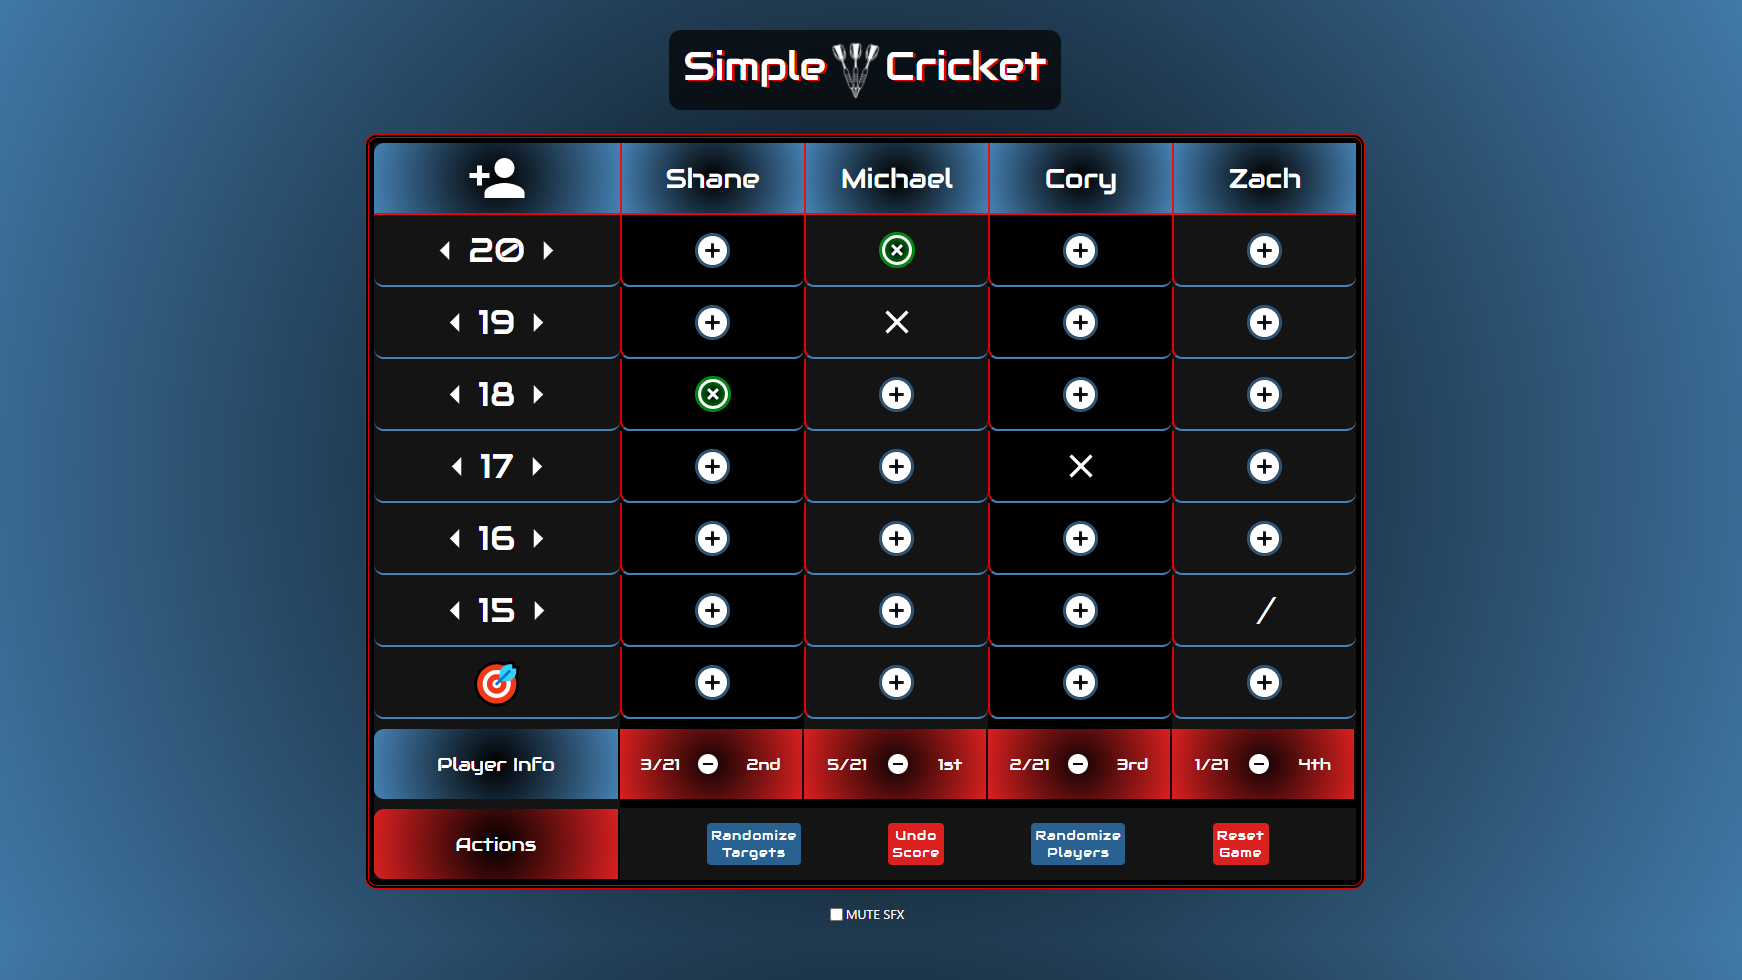 Simple Cricket
Shane Michael Cory Zach
20
19
18
17
16
15
Player Info 3/21 2nd 5/21 1st 2/21 3rd 1/21 4th
Actions
Randomize
Targets
Undo
Score
Randomize
Players
Reset
Game
MUTE SFX